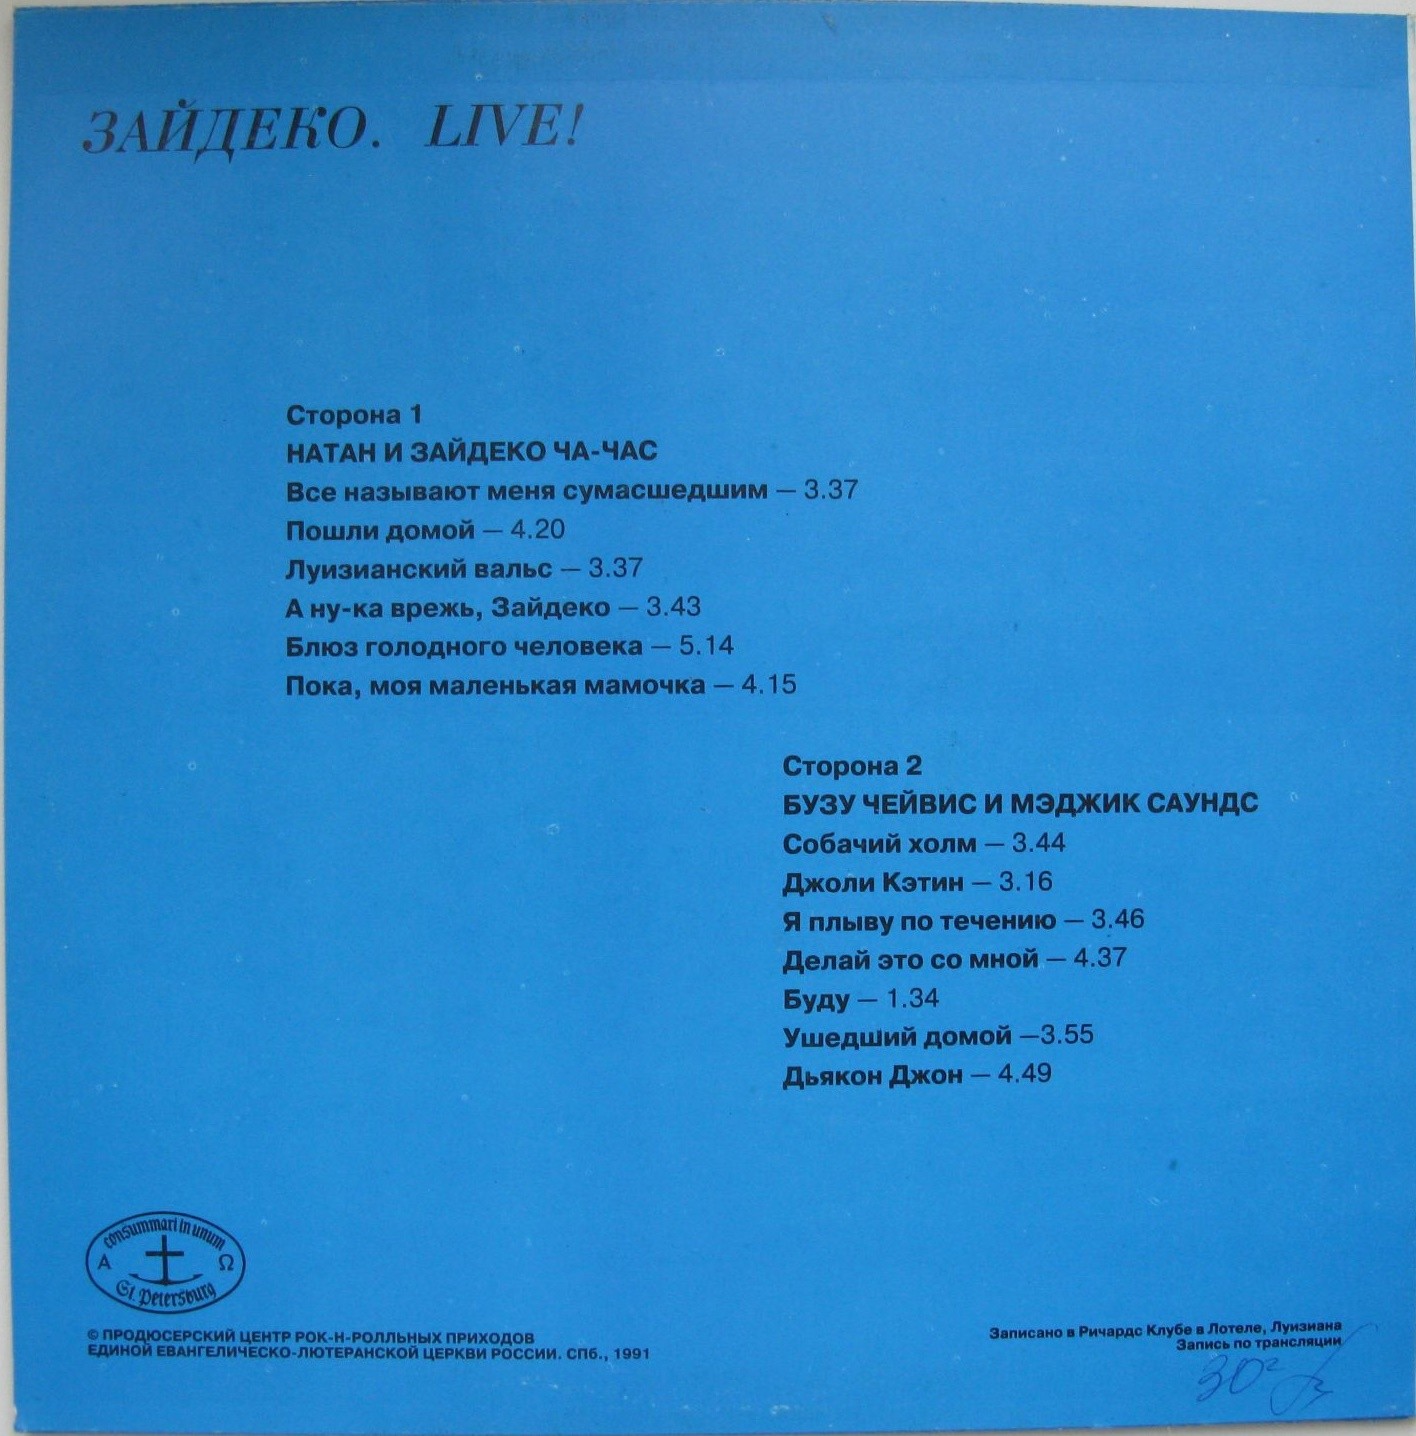 ЗАЙДЕКО. LIVE!
Сторона 1
НАТАН И ЗАЙДЕКО ЧА-ЧАС
Все называют меня сумасшедшим — 3.37
Пошли домой — 4.20
Луизианский вальс — 3.37
А ну-ка врежь, Зайдеко — 3.43
Блюз голодного человека — 5.14
Пока, моя маленькая мамочка — 4.15
Сторона 2
БУЗУ ЧЕЙВИС И МЭДЖИК САУНДС
Собачий холм — 3.44
Джоли Кэтин — 3.16
Я плыву по течению — 3.46
Делай это со мной — 4.37
Буду — 1.34
Ушедший домой —3.55
Дьякон Джон — 4.49
consummari in unum
Α Ω
St. Petersburg
© ПРОДЮСЕРСКИЙ ЦЕНТР РОК-Н-РОЛЛЬНЫХ ПРИХОДОВ
ЕДИНОЙ ЕВАНГЕЛИЧЕСКО-ЛЮТЕРАНСКОЙ ЦЕРКВИ РОССИИ. СПб., 1991
Записано в Ричардс Клубе в Лотеле, Луизиана
Запись по трансляции